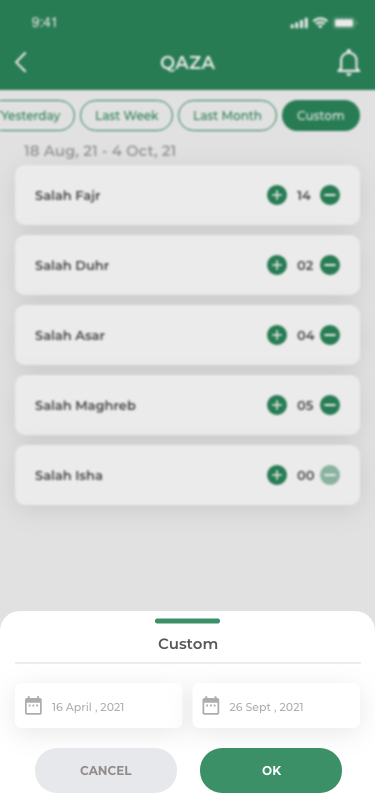 9:41
QAZA
Yesterday Last Week Last Month Custom
18 Aug, 21 - 4 Oct, 21
Salah Fajr 14
Salah Duhr 02
Salah Asar 04
Salah Maghreb 05
Salah Isha 00
Custom
16 April , 2021 26 Sept , 2021
CANCEL OK